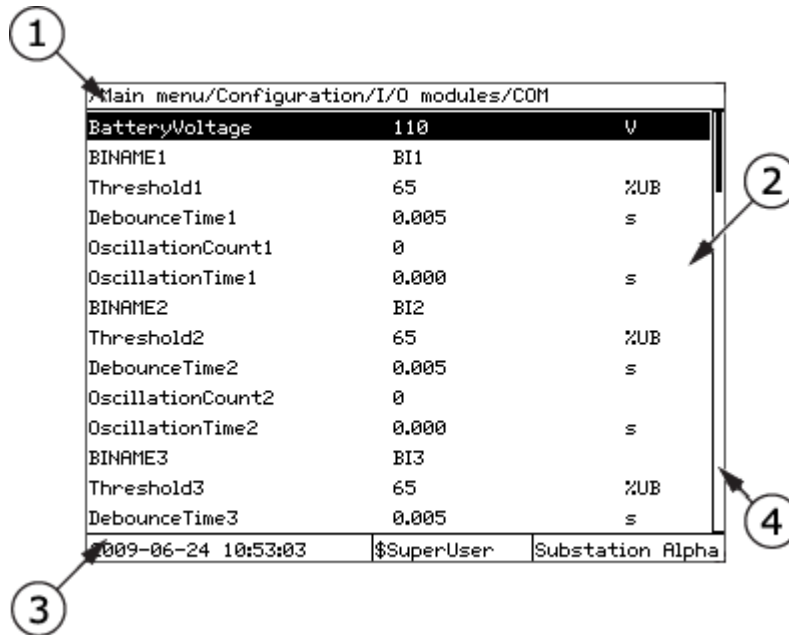 1
/Main menu/Configuration/I/O modules/COM
BatteryVoltage 110 V
BINAME1 BI1
Threshold1 65 %UB
2
DebounceTime1 0.005 s
OscillationCount1 0
OscillationTime1 0.000 s
BINAME2 BI2
Threshold2 65 %UB
DebounceTime2 0.005 s
OscillationCount2 0
OscillationTime2 0.000 s
BINAME3 BI3
Threshold3 65 %UB
DebounceTime3 0.005 s
4
2009-06-24 10:53:03 $SuperUser Substation Alpha
3